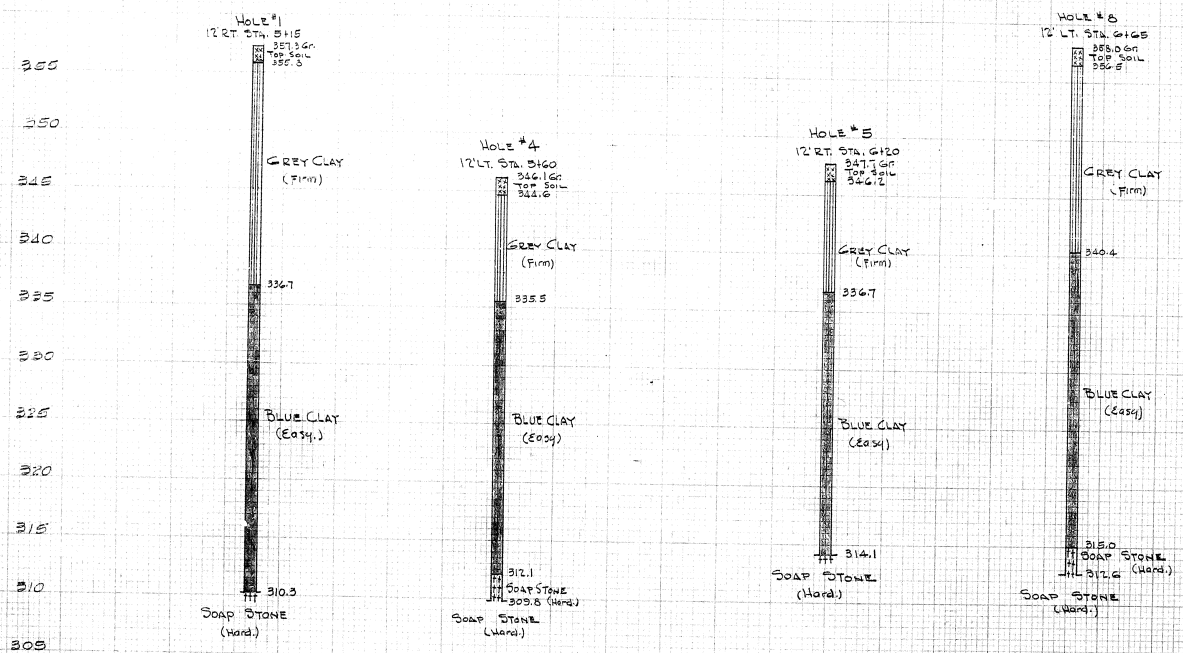 355
350
345
340
335
330
325
320
315
310
305
HOLE #1
12' RT. STA. 5+15
357.3 Gr.
TOP SOIL
355.8
GREY CLAY
(Firm)
336.7
BLUE CLAY
(Easy.)
310.3
SOAP STONE
(Hard.)
HOLE #4
12' LT. STA. 5+60
346.1 Gr.
TOP SOIL
344.6
GREY CLAY
(Firm)
335.5
BLUE CLAY
(Easy)
312.1
SOAP STONE
309.8 (Hard.)
SOAP STONE
(Hard.)
HOLE #5
12' RT. STA. 6+20
347.7 Gr.
TOP SOIL
346.2
GREY CLAY
(Firm)
336.7
BLUE CLAY
(Easy)
314.1
SOAP STONE
(Hard.)
HOLE #8
12' LT. STA. 6+65
358.0 Gr
TOP SOIL
356.5
GREY CLAY
(Firm)
340.4
BLUE CLAY
(Easy)
315.0
SOAP STONE
(Hard.)
312.6
SOAP STONE
(Hard.)